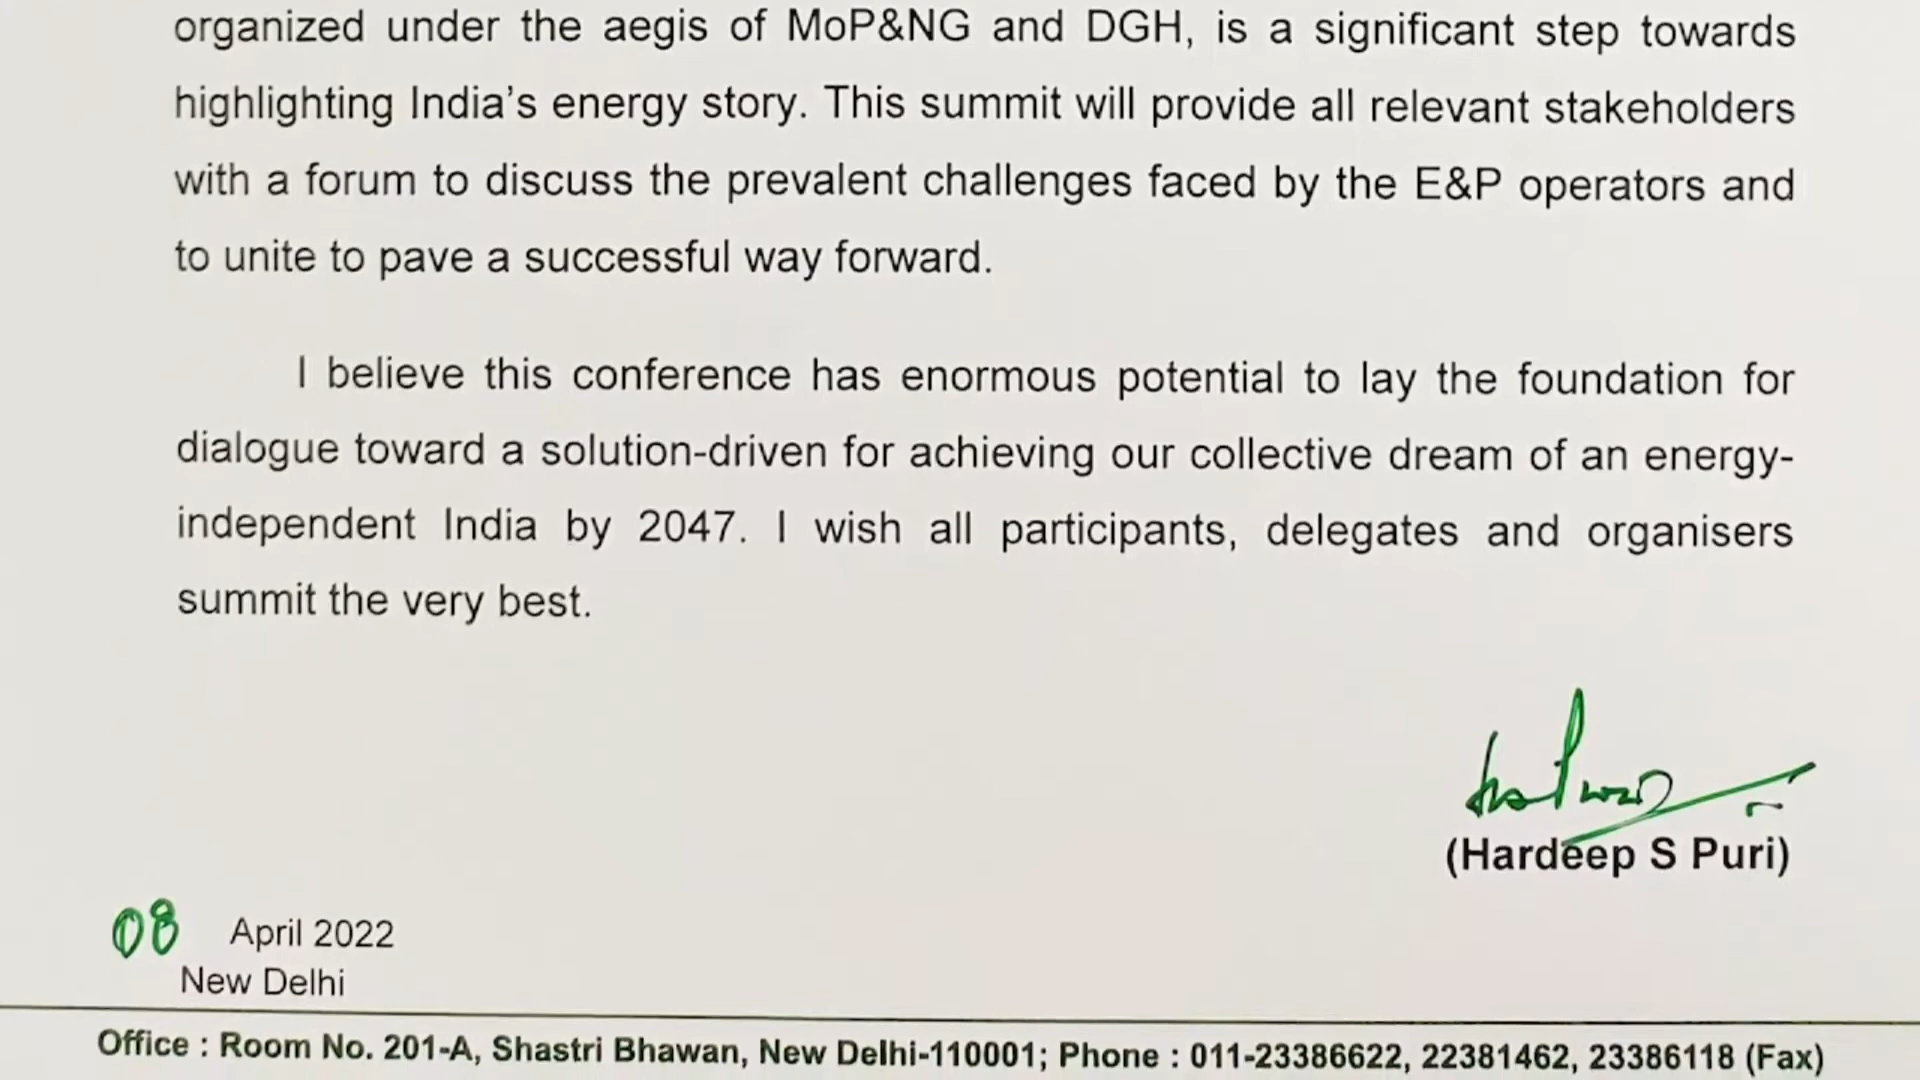 organized under the aegis of MoP&NG and DGH, is a significant step towards
highlighting India's energy story. This summit will provide all relevant stakeholders
with a forum to discuss the prevalent challenges faced by the E&P operators and
to unite to pave a successful way forward.
I believe this conference has enormous potential to lay the foundation for
dialogue toward a solution-driven for achieving our collective dream of an energy-
independent India by 2047. I wish all participants, delegates and organisers
summit the very best.
(Hardeep S Puri)
08 April 2022
New Delhi
Office : Room No. 201-A, Shastri Bhawan, New Delhi-110001; Phone : 011-23386622, 22381462, 23386118 (Fax)